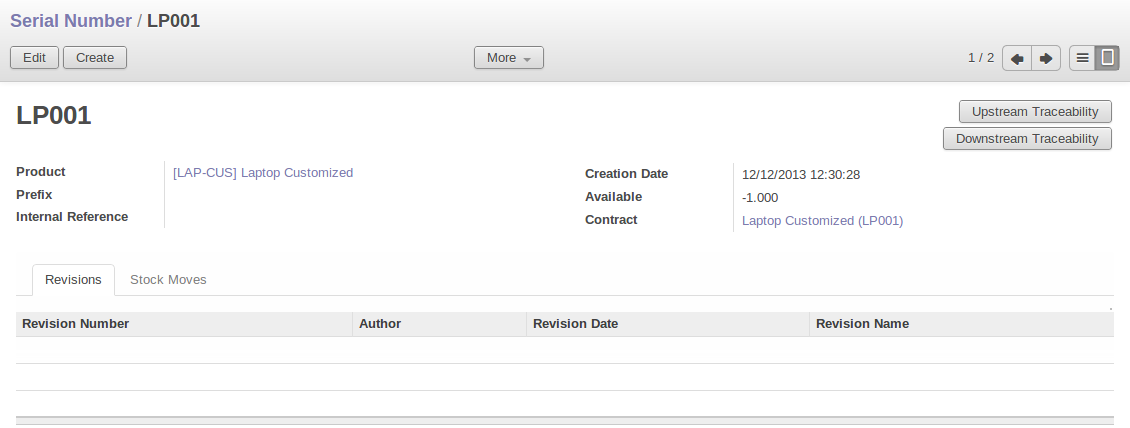 Serial Number / LP001
Edit Create More 1 / 2
LP001
Upstream Traceability
Downstream Traceability
Product [LAP-CUS] Laptop Customized
Prefix
Internal Reference
Creation Date 12/12/2013 12:30:28
Available -1.000
Contract Laptop Customized (LP001)
Revisions Stock Moves
Revision Number Author Revision Date Revision Name